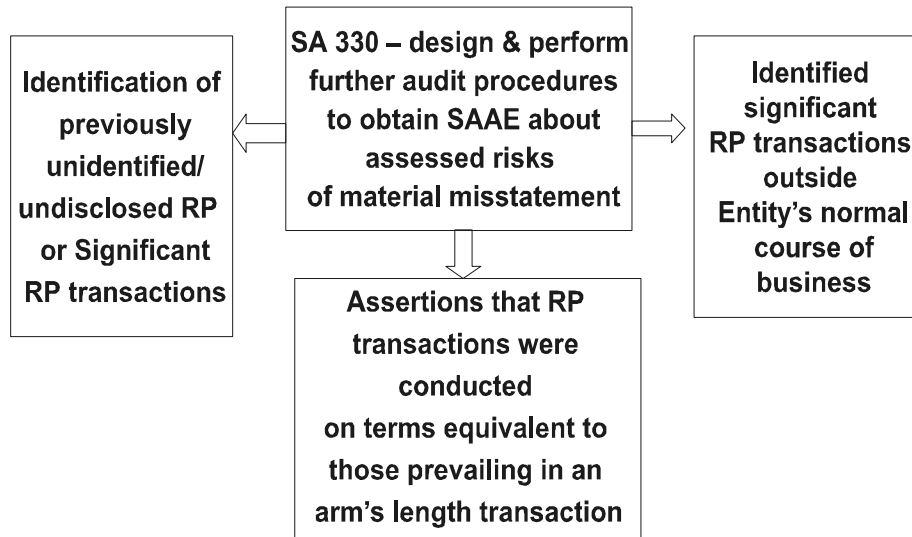 SA 330 – design & perform
further audit procedures
to obtain SAAE about
assessed risks
of material misstatement
Identification of
previously
unidentified/
undisclosed RP
or Significant
RP transactions
Identified
significant
RP transactions
outside
Entity's normal
course of
business
Assertions that RP
transactions were
conducted
on terms equivalent to
those prevailing in an
arm's length transaction